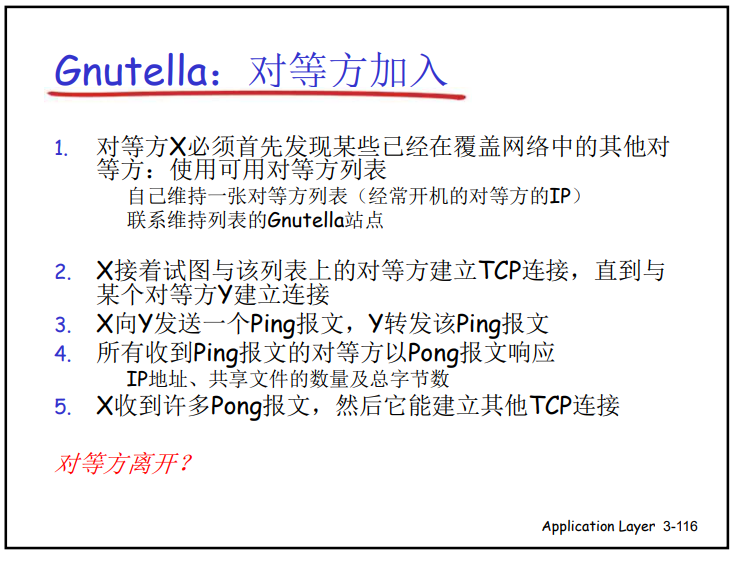 Gnutella：对等方加入
1. 对等方X必须首先发现某些已经在覆盖网络中的其他对
等方：使用可用对等方列表
自己维持一张对等方列表（经常开机的对等方的IP）
联系维持列表的Gnutella站点
2. X接着试图与该列表上的对等方建立TCP连接，直到与
某个对等方Y建立连接
3. X向Y发送一个Ping报文，Y转发该Ping报文
4. 所有收到Ping报文的对等方以Pong报文响应
IP地址、共享文件的数量及总字节数
5. X收到许多Pong报文，然后它能建立其他TCP连接
对等方离开？
Application Layer 3-116